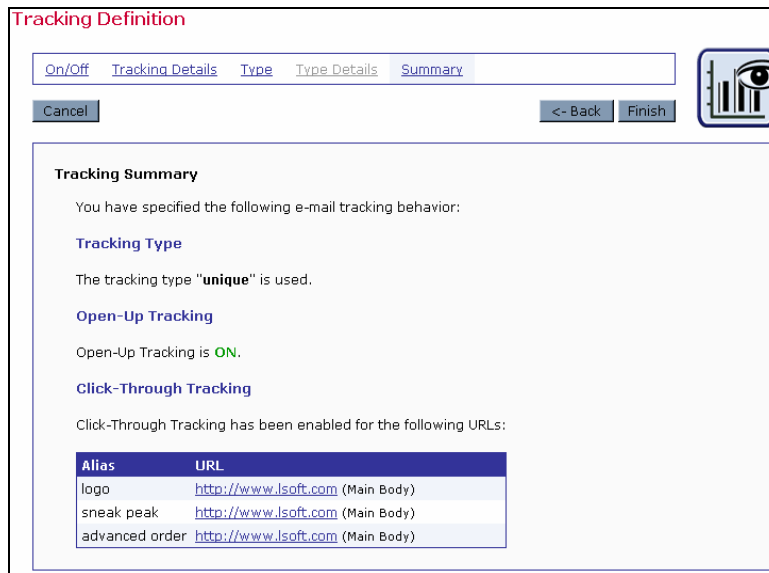 Tracking Definition
On/Off Tracking Details Type Type Details Summary
Cancel <- Back Finish
Tracking Summary
You have specified the following e-mail tracking behavior:
Tracking Type
The tracking type "unique" is used.
Open-Up Tracking
Open-Up Tracking is ON.
Click-Through Tracking
Click-Through Tracking has been enabled for the following URLs:
Alias URL
logo http://www.lsoft.com (Main Body)
sneak peak http://www.lsoft.com (Main Body)
advanced order http://www.lsoft.com (Main Body)